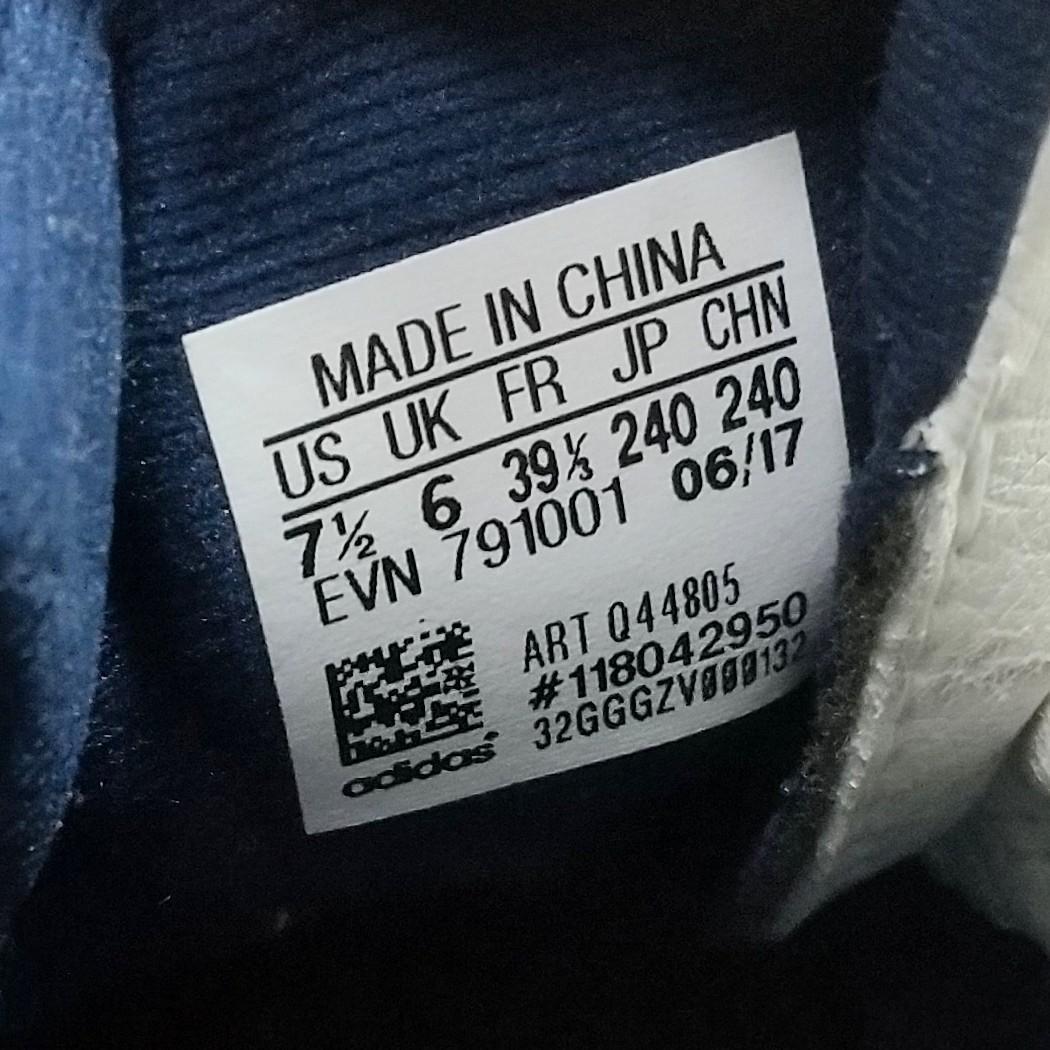 MADE IN CHINA
US UK FR JP CHN
7½ 6 39⅓ 240 240
EVN 791001 06/17
ART Q44805
#118042950
32GGGZV000132
adidas